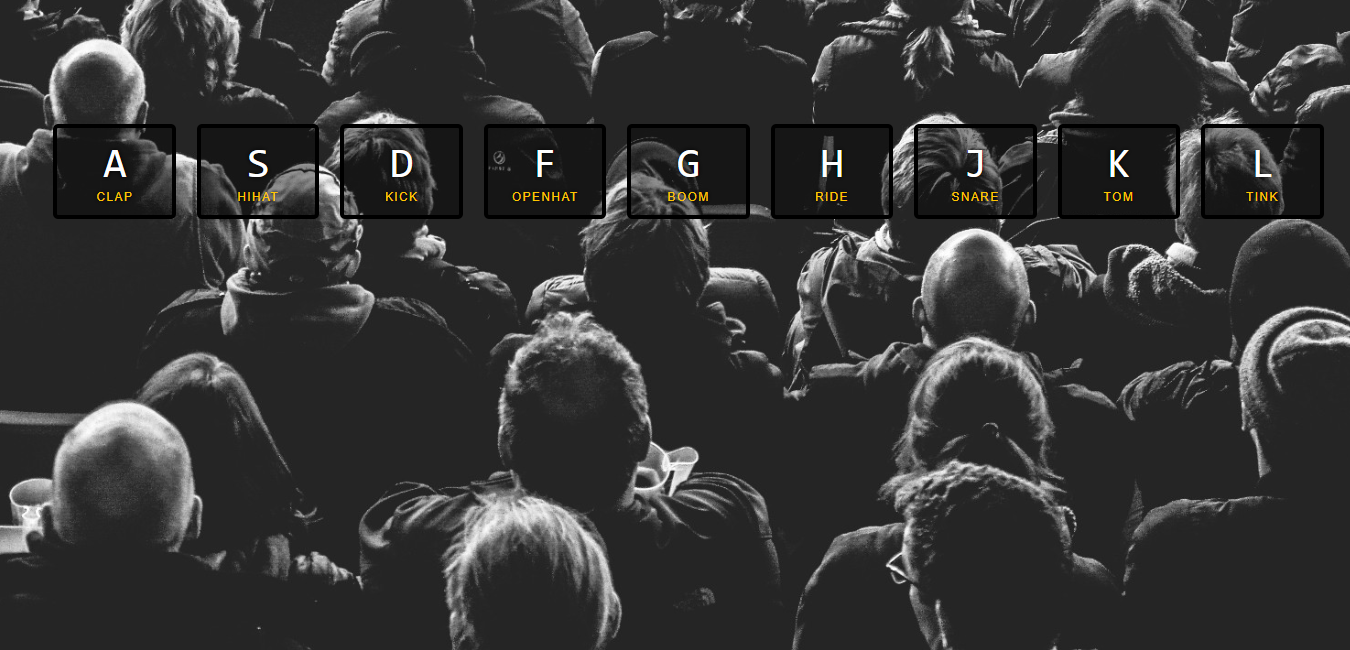 A S D F G H J K L
CLAP HIHAT KICK OPENHAT BOOM RIDE SNARE TOM TINK